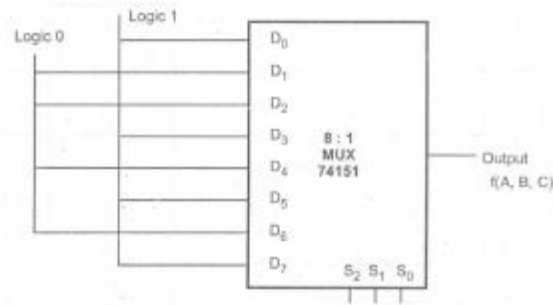 Logic 1
Logic 0
D0
D1
D2
D3
D4
D5
D6
D7
8 : 1
MUX
74151
Output
f(A, B, C)
S2 S1 S0